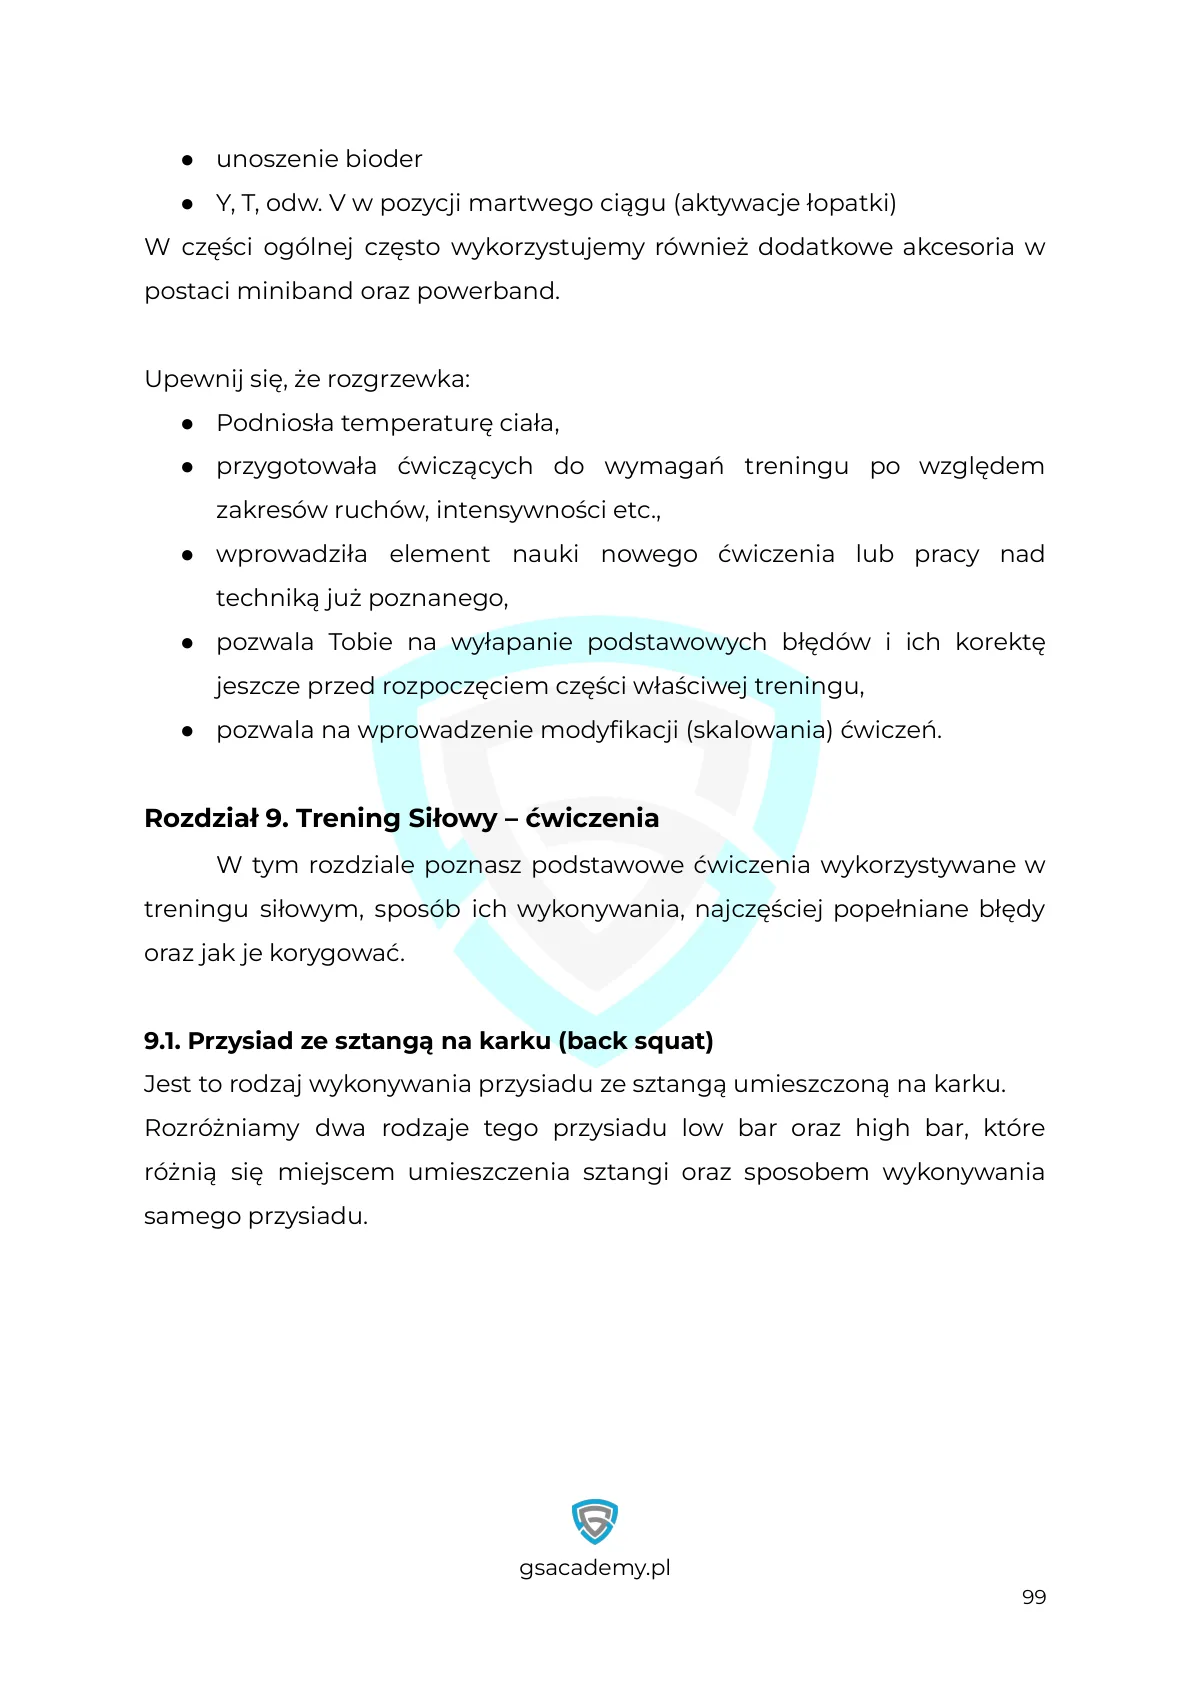 ● unoszenie bioder
● Y, T, odw. V w pozycji martwego ciągu (aktywacje łopatki)
W części ogólnej często wykorzystujemy również dodatkowe akcesoria w
postaci miniband oraz powerband.
Upewnij się, że rozgrzewka:
● Podniosła temperaturę ciała,
● przygotowała ćwiczących do wymagań treningu po względem
zakresów ruchów, intensywności etc.,
● wprowadziła element nauki nowego ćwiczenia lub pracy nad
techniką już poznanego,
● pozwala Tobie na wyłapanie podstawowych błędów i ich korektę
jeszcze przed rozpoczęciem części właściwej treningu,
● pozwala na wprowadzenie modyfikacji (skalowania) ćwiczeń.
Rozdział 9. Trening Siłowy – ćwiczenia
W tym rozdziale poznasz podstawowe ćwiczenia wykorzystywane w
treningu siłowym, sposób ich wykonywania, najczęściej popełniane błędy
oraz jak je korygować.
9.1. Przysiad ze sztangą na karku (back squat)
Jest to rodzaj wykonywania przysiadu ze sztangą umieszczoną na karku.
Rozróżniamy dwa rodzaje tego przysiadu low bar oraz high bar, które
różnią się miejscem umieszczenia sztangi oraz sposobem wykonywania
samego przysiadu.
gsacademy.pl
99